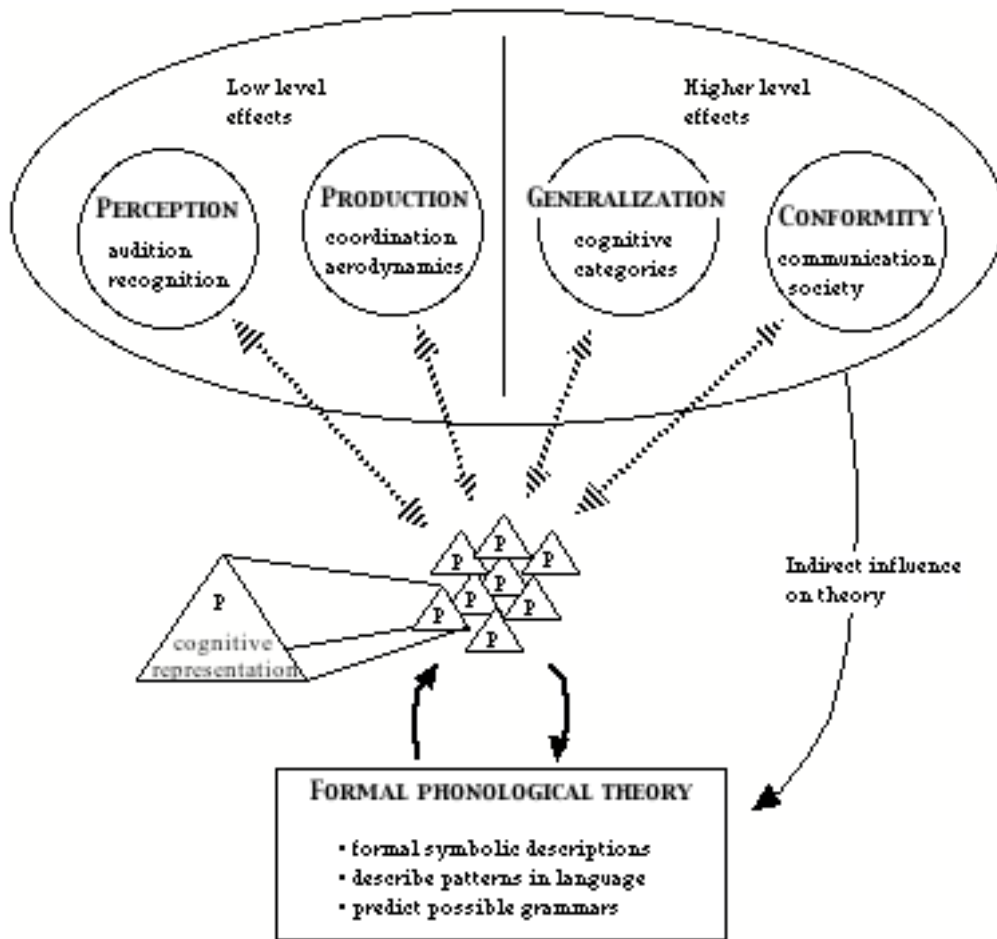 Low level
effects
Higher level
effects
PERCEPTION
audition
recognition
PRODUCTION
coordination
aerodynamics
GENERALIZATION
cognitive
categories
CONFORMITY
communication
society
P
P
P
P
P
P
P
P
P
cognitive
representation
Indirect influence
on theory
FORMAL PHONOLOGICAL THEORY
• formal symbolic descriptions
• describe patterns in language
• predict possible grammars